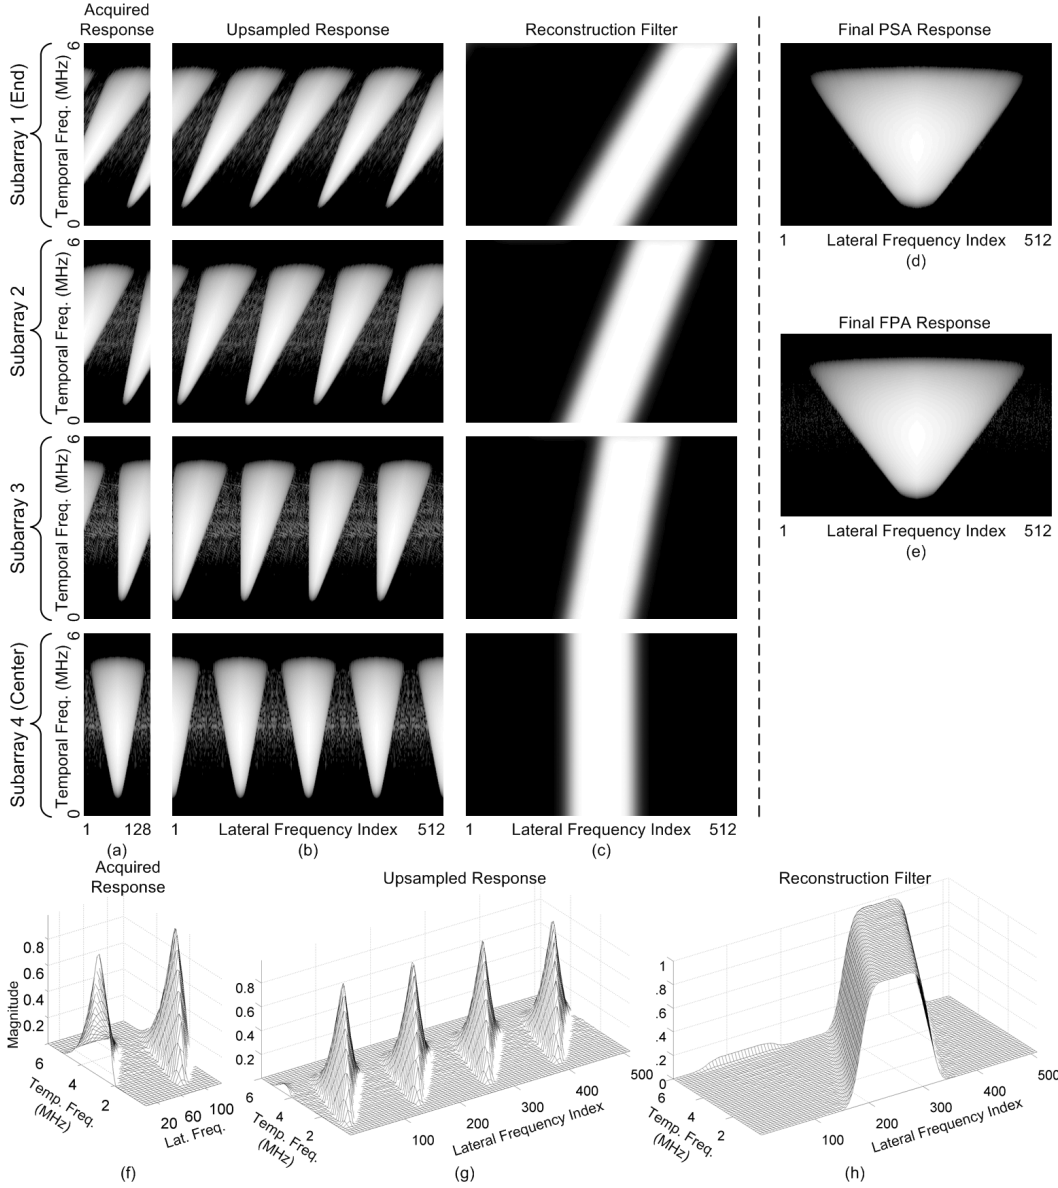 Acquired
Response
Upsampled Response
Reconstruction Filter
Final PSA Response
Subarray 1 (End)
Temporal Freq. (MHz)
6
0
1
Lateral Frequency Index
512
(d)
Subarray 2
Temporal Freq. (MHz)
6
0
Final FPA Response
1
Lateral Frequency Index
512
(e)
Subarray 3
Temporal Freq. (MHz)
6
0
Subarray 4 (Center)
Temporal Freq. (MHz)
6
0
1 128
1 Lateral Frequency Index 512
1 Lateral Frequency Index 512
(a)
(b)
(c)
Acquired
Response
Magnitude
0.8
0.6
0.4
0.2
6
4
2
Temp. Freq.
(MHz)
20 60 100
Lat. Freq.
(f)
Upsampled Response
0.8
0.6
0.4
0.2
6
4
2
Temp. Freq.
(MHz)
100
200
300
400
500
Lateral Frequency Index
(g)
Reconstruction Filter
1
.8
.6
.4
.2
0
6
4
2
Temp. Freq.
(MHz)
100
200
300
400
500
Lateral Frequency Index
(h)